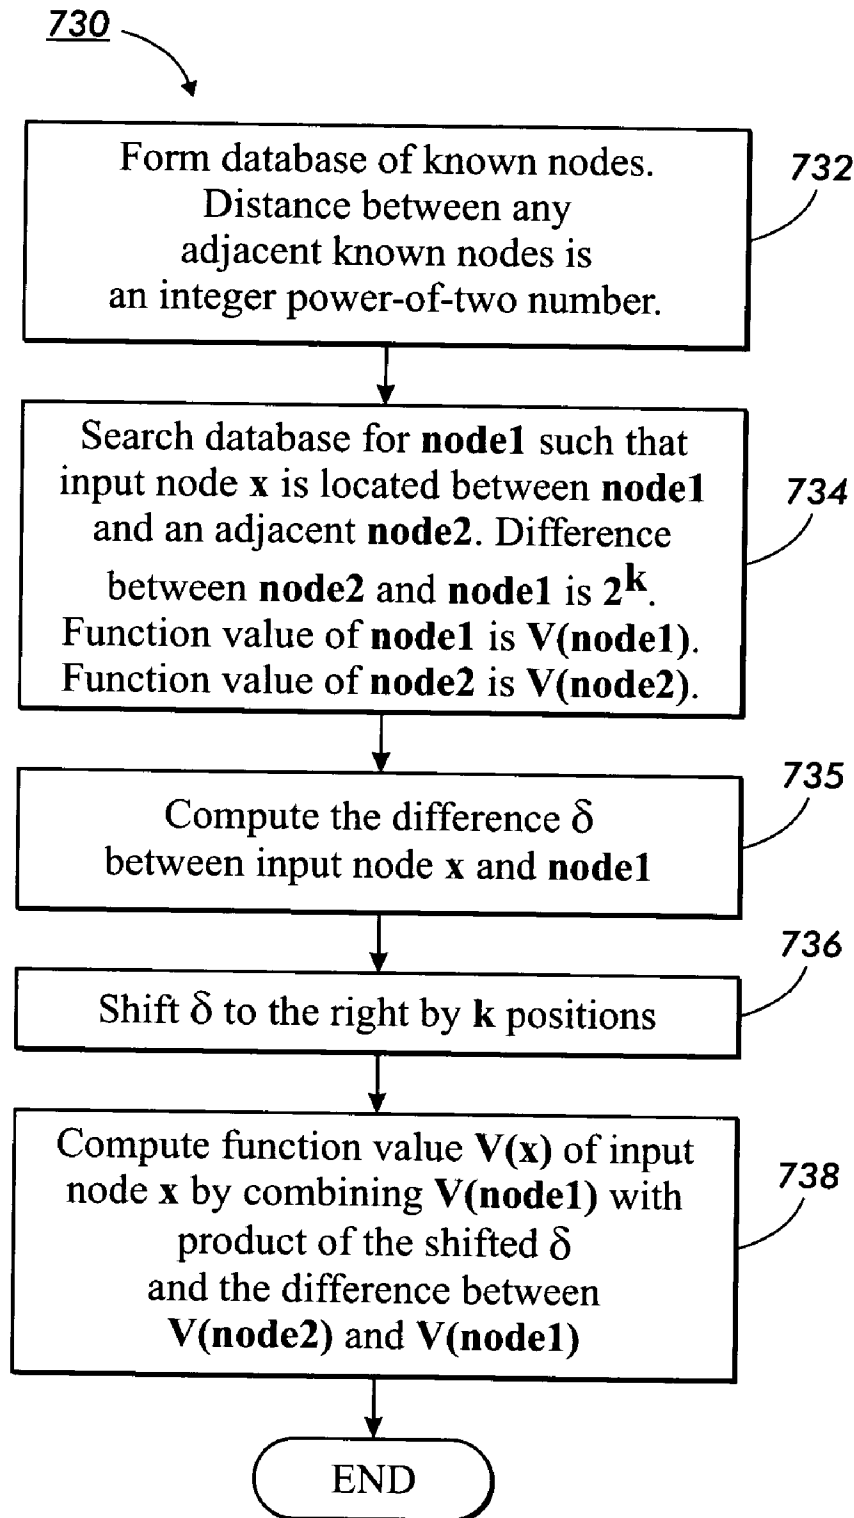 730
Form database of known nodes.
Distance between any
adjacent known nodes is
an integer power-of-two number.
732
Search database for node1 such that
input node x is located between node1
and an adjacent node2. Difference
between node2 and node1 is 2^k.
Function value of node1 is V(node1).
Function value of node2 is V(node2).
734
Compute the difference δ
between input node x and node1
735
Shift δ to the right by k positions
736
Compute function value V(x) of input
node x by combining V(node1) with
product of the shifted δ
and the difference between
V(node2) and V(node1)
738
END